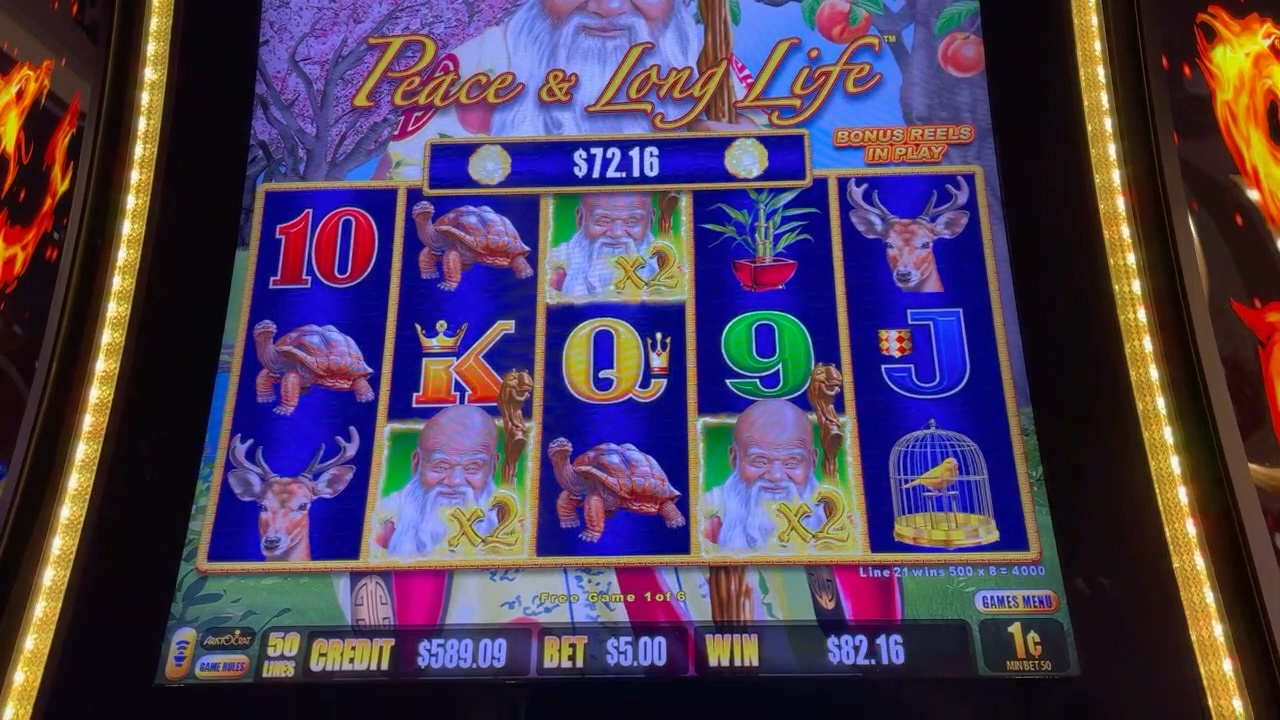 Peace & Long Life™
BONUS REELS
IN PLAY
$72.16
10
x2
K
Q
9
J
x2
x2
Line 21 wins 500 x 8 = 4000
Free Game 1 of 6
GAMES MENU
ARISTOCRAT
GAME RULES
50
LINES
CREDIT $589.09
BET $5.00
WIN $82.16
1¢
MIN BET 50